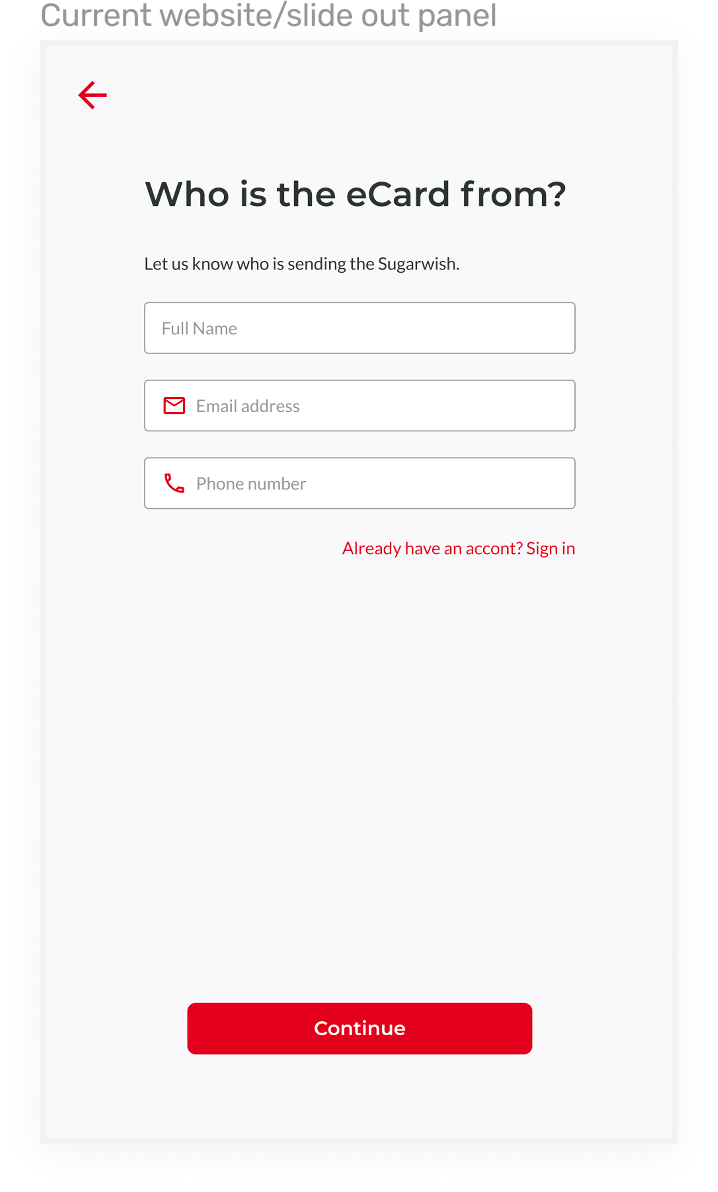 Current website/slide out panel
Who is the eCard from?
Let us know who is sending the Sugarwish.
Full Name
Email address
Phone number
Already have an accont? Sign in
Continue